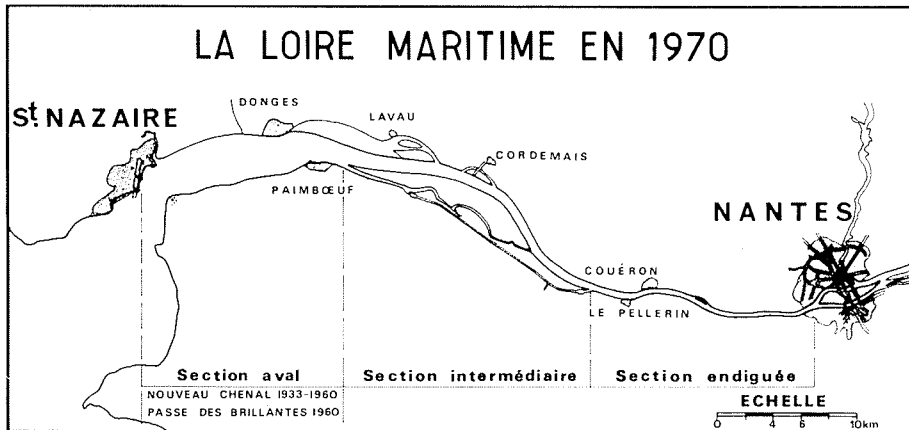 LA LOIRE MARITIME EN 1970
St. NAZAIRE
DONGES
LAVAU
CORDEMAIS
PAIMBŒUF
NANTES
COUÉRON
LE PELLERIN
Section aval
Section intermédiaire
Section endiguée
NOUVEAU CHENAL 1933-1960
PASSE DES BRILLANTES 1960
ECHELLE
0 2 4 6 10km